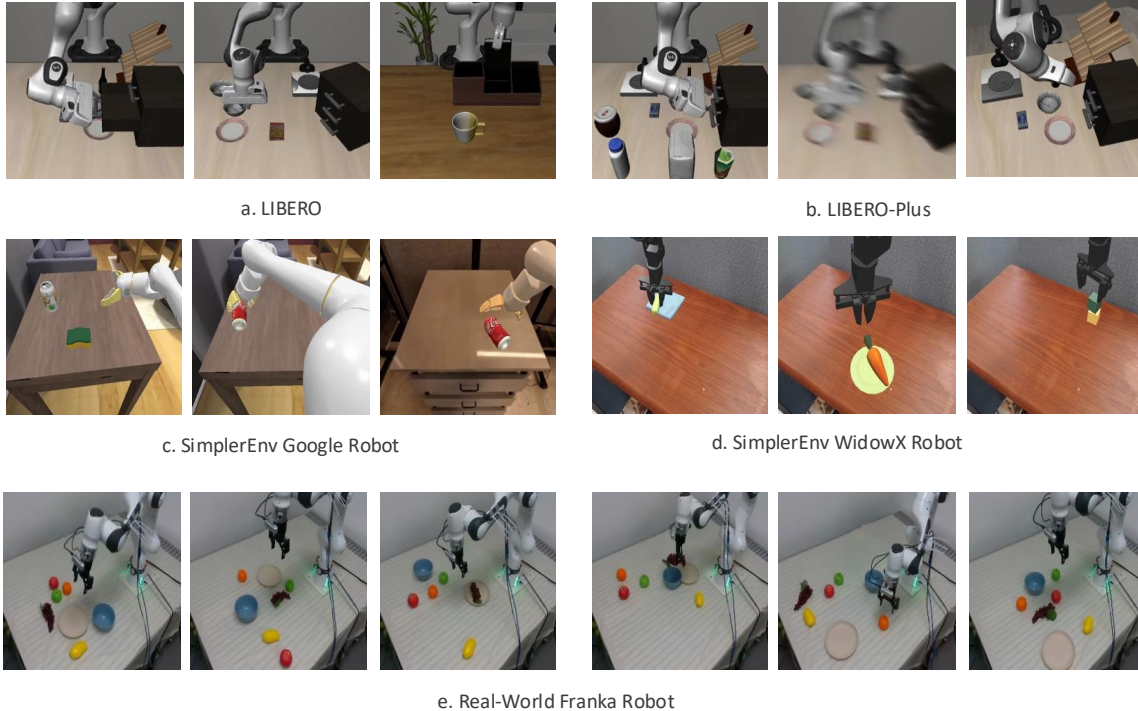 a. LIBERO
b. LIBERO-Plus
c. SimplerEnv Google Robot
d. SimplerEnv WidowX Robot
e. Real-World Franka Robot